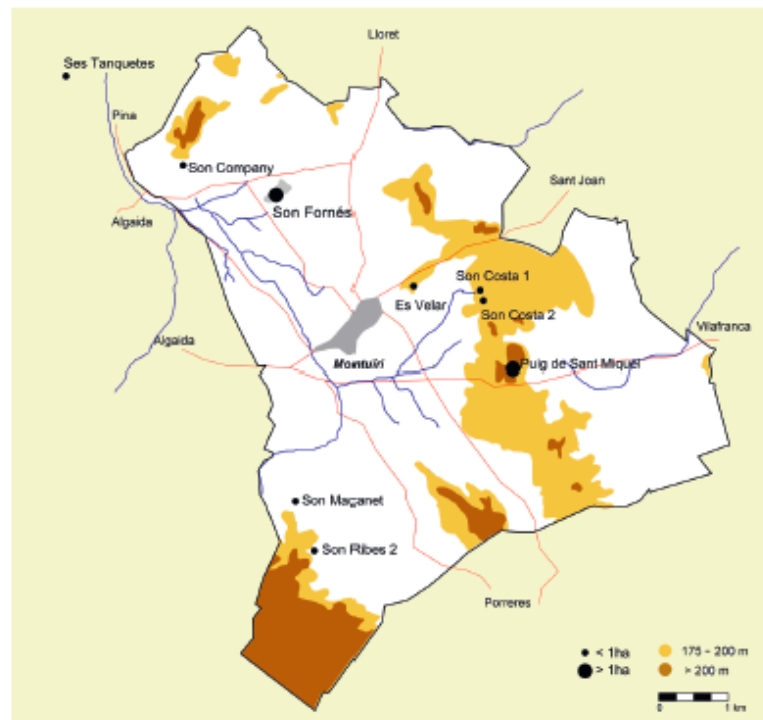 Lloret
Ses Tanquetes
Pina
Son Company
Sant Joan
Son Fornés
Algaida
Son Costa 1
Es Velar
Son Costa 2
Vilafranca
Algaida
Montuïri
Puig de Sant Miquel
Son Maçanet
Son Ribes 2
Porreres
< 1ha
175 - 200 m
> 1ha
> 200 m
0 1 km